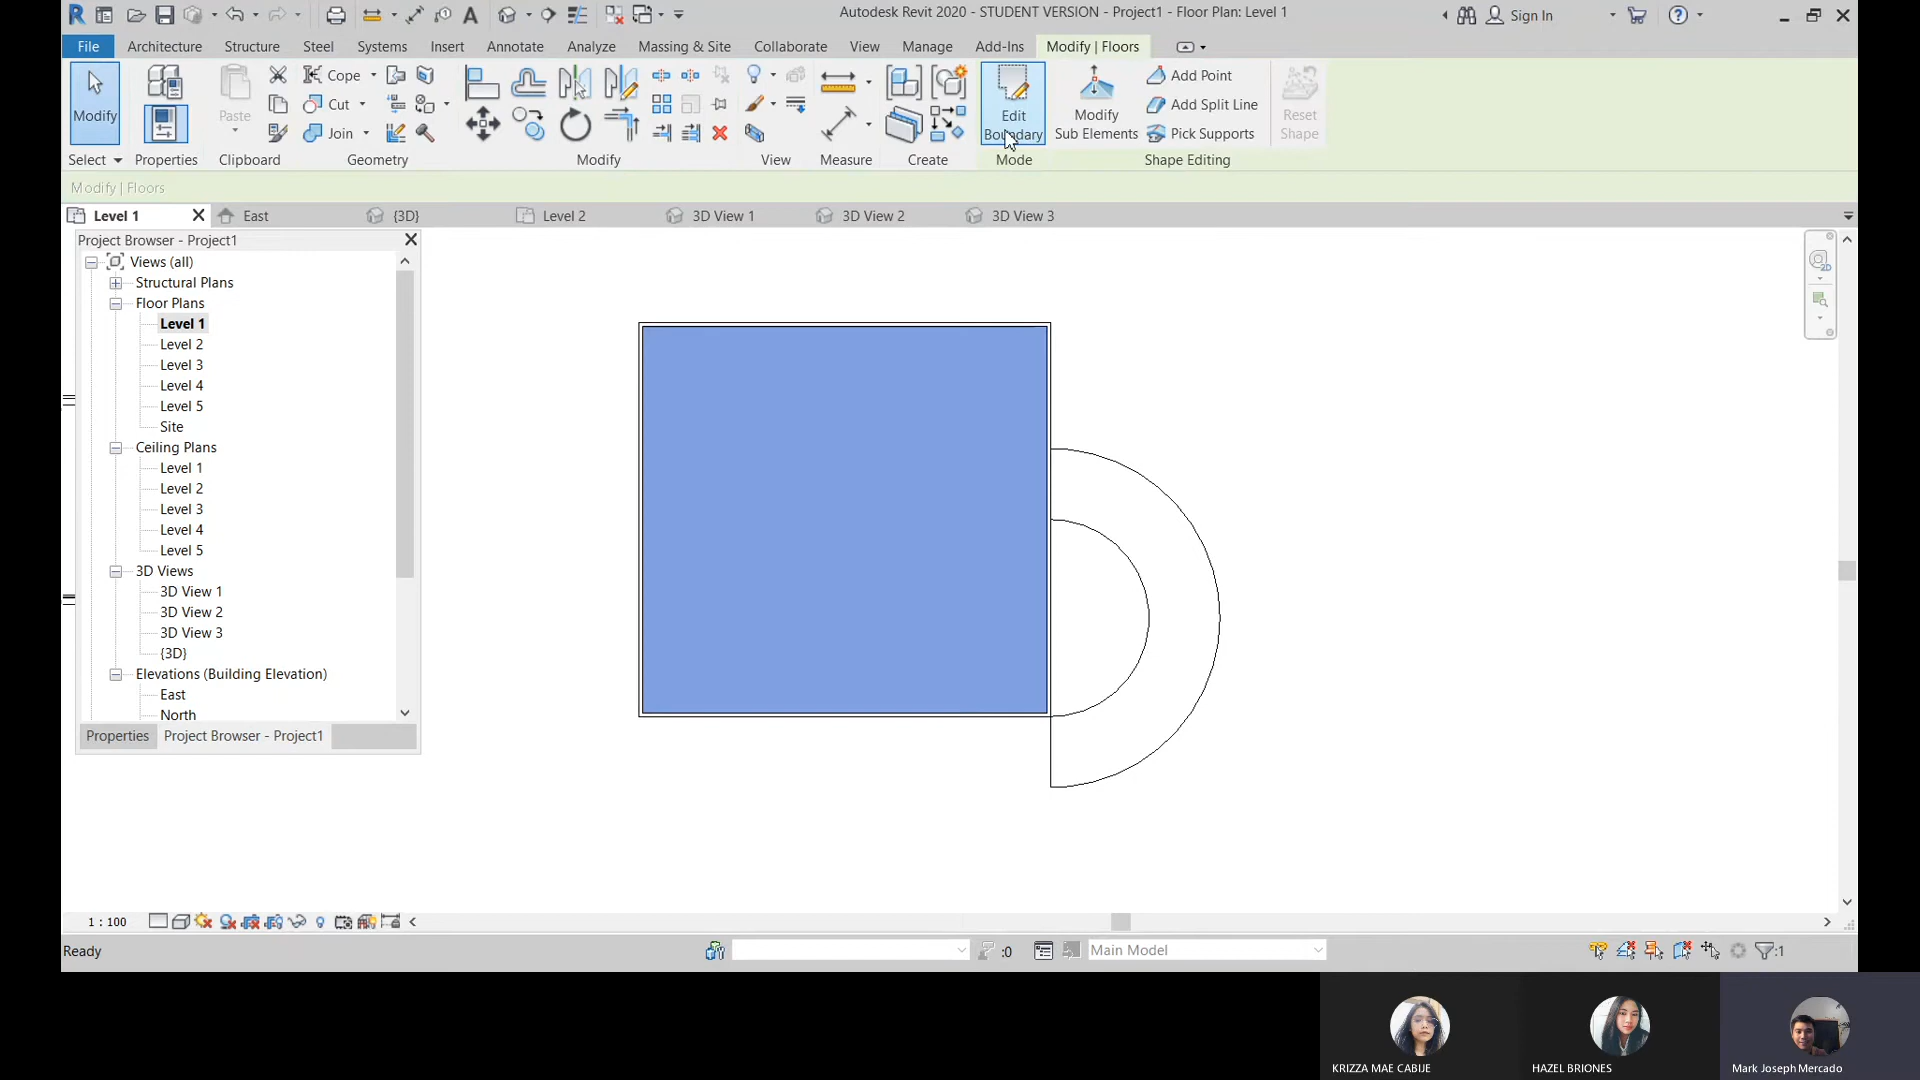 Autodesk Revit 2020 - STUDENT VERSION - Project1 - Floor Plan: Level 1
Sign In
File
Architecture
Structure
Steel
Systems
Insert
Annotate
Analyze
Massing & Site
Collaborate
View
Manage
Add-Ins
Modify | Floors
Modify
Paste
Cope
Cut
Join
Edit
Boundary
Modify
Sub Elements
Add Point
Add Split Line
Pick Supports
Reset
Shape
Select
Properties
Clipboard
Geometry
Modify
View
Measure
Create
Mode
Shape Editing
Modify | Floors
Level 1
East
{3D}
Level 2
3D View 1
3D View 2
3D View 3
Project Browser - Project1
Views (all)
Structural Plans
Floor Plans
Level 1
Level 2
Level 3
Level 4
Level 5
Site
Ceiling Plans
Level 1
Level 2
Level 3
Level 4
Level 5
3D Views
3D View 1
3D View 2
3D View 3
{3D}
Elevations (Building Elevation)
East
North
Properties
Project Browser - Project1
2D
1 : 100
Ready
:0
Main Model
:1
KRIZZA MAE CABIJE
HAZEL BRIONES
Mark Joseph Mercado